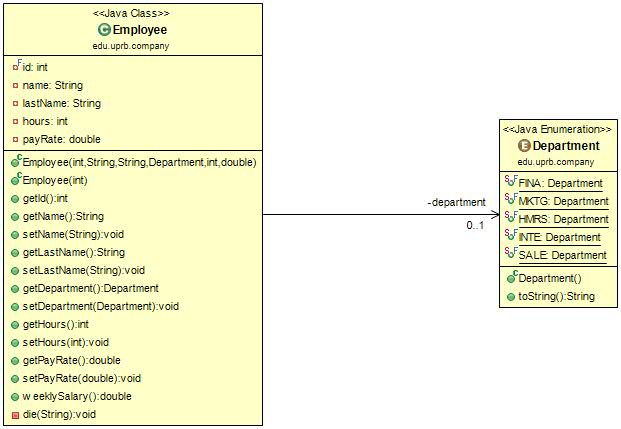 <<Java Class>>
Employee
edu.uprb.company
id: int
name: String
lastName: String
hours: int
payRate: double
Employee(int,String,String,Department,int,double)
Employee(int)
getId():int
getName():String
setName(String):void
getLastName():String
setLastName(String):void
getDepartment():Department
setDepartment(Department):void
getHours():int
setHours(int):void
getPayRate():double
setPayRate(double):void
weeklySalary():double
die(String):void
-department
0..1
<<Java Enumeration>>
Department
edu.uprb.company
FINA: Department
MKTG: Department
HMRS: Department
INTE: Department
SALE: Department
Department()
toString():String